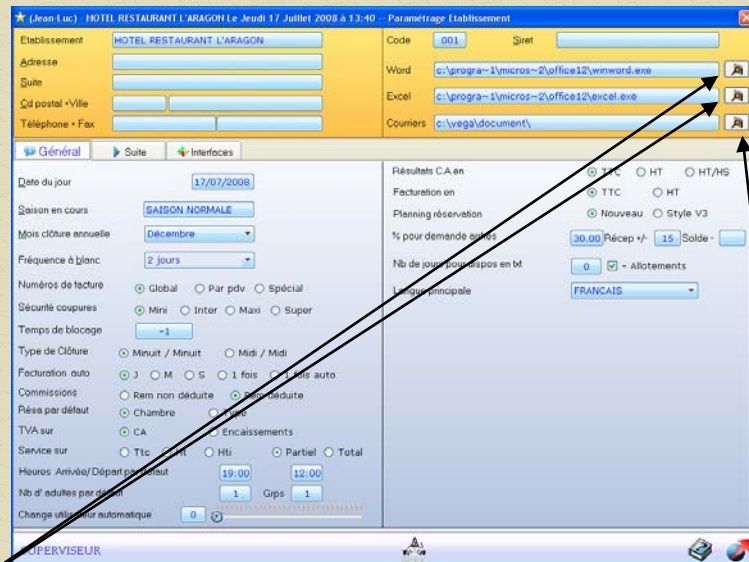 (Jean-Luc) - HOTEL RESTAURANT L'ARAGON Le Jeudi 17 Juillet 2008 à 13:40 -- Paramétrage Etablissement
Etablissement HOTEL RESTAURANT L'ARAGON
Adresse
Suite
Cd postal • Ville
Téléphone • Fax
Code 001 Siret
Word c:\progra~1\micros~2\office12\winword.exe
Excel c:\progra~1\micros~2\office12\excel.exe
Courriers c:\vega\document\
Général Suite Interfaces
Date du jour 17/07/2008
Saison en cours SAISON NORMALE
Mois clôture annuelle Décembre
Fréquence à blanc 2 jours
Numéros de facture Global Par pdv Spécial
Sécurité coupures Mini Inter Maxi Super
Temps de blocage -1
Type de Clôture Minuit / Minuit Midi / Midi
Facturation auto J M S 1 fois 1 fois auto
Commissions Rem non déduite Rem déduite
Résa par défaut Chambre Type
TVA sur CA Encaissements
Service sur Ttc Ht Hti Partiel Total
Heures Arrivée/Départ par défaut 19:00 12:00
Nb d' adultes par défaut 1 Grps 1
Change utilisateur automatique 0
Résultats C.A en TTC HT HT/HS
Facturation en TTC HT
Planning réservation Nouveau Style V3
% pour demande arrhes 30.00 Récep +/- 15 Solde -
Nb de jours pour dispos en txt 0 - Allotements
Langue principale FRANCAIS
SUPERVISEUR